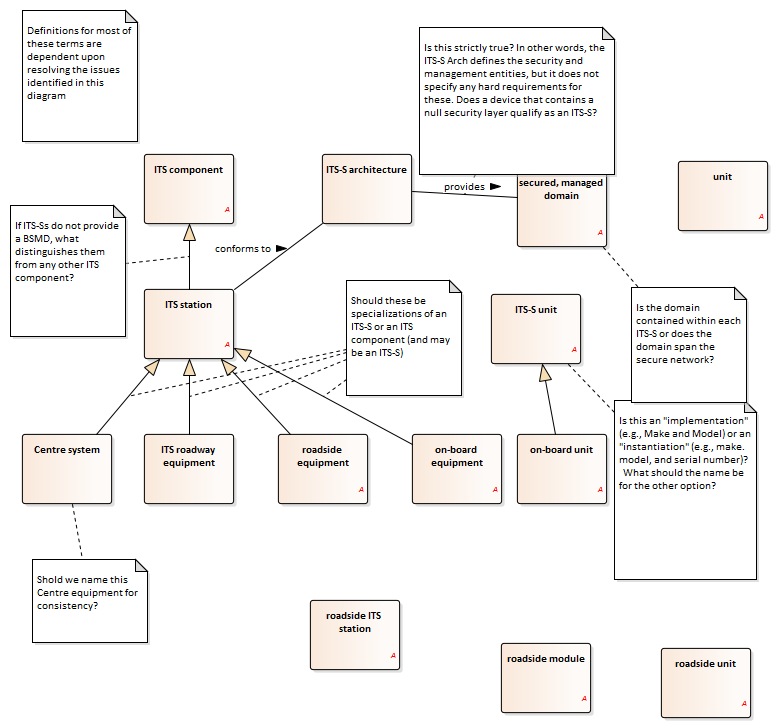 Definitions for most of
these terms are
dependent upon
resolving the issues
identified in this
diagram
Is this strictly true? In other words, the
ITS-S Arch defines the security and
management entities, but it does not
specify any hard requirements for
these. Does a device that contains a
null security layer qualify as an ITS-S?
ITS component
A
ITS-S architecture
A
provides
secured, managed
domain
A
unit
A
If ITS-Ss do not provide
a BSMD, what
distinguishes them
from any other ITS
component?
conforms to
ITS station
A
Should these be
specializations of an
ITS-S or an ITS
component (and may
be an ITS-S)
ITS-S unit
A
Is the domain
contained within each
ITS-S or does the
domain span the
secure network?
Is this an "implementation"
(e.g., Make and Model) or an
"instantiation" (e.g., make.
model, and serial number)?
What should the name be
for the other option?
Centre system
ITS roadway
equipment
roadside
equipment
A
on-board
equipment
A
on-board unit
A
Shold we name this
Centre equipment for
consistency?
roadside ITS
station
A
roadside module
A
roadside unit
A